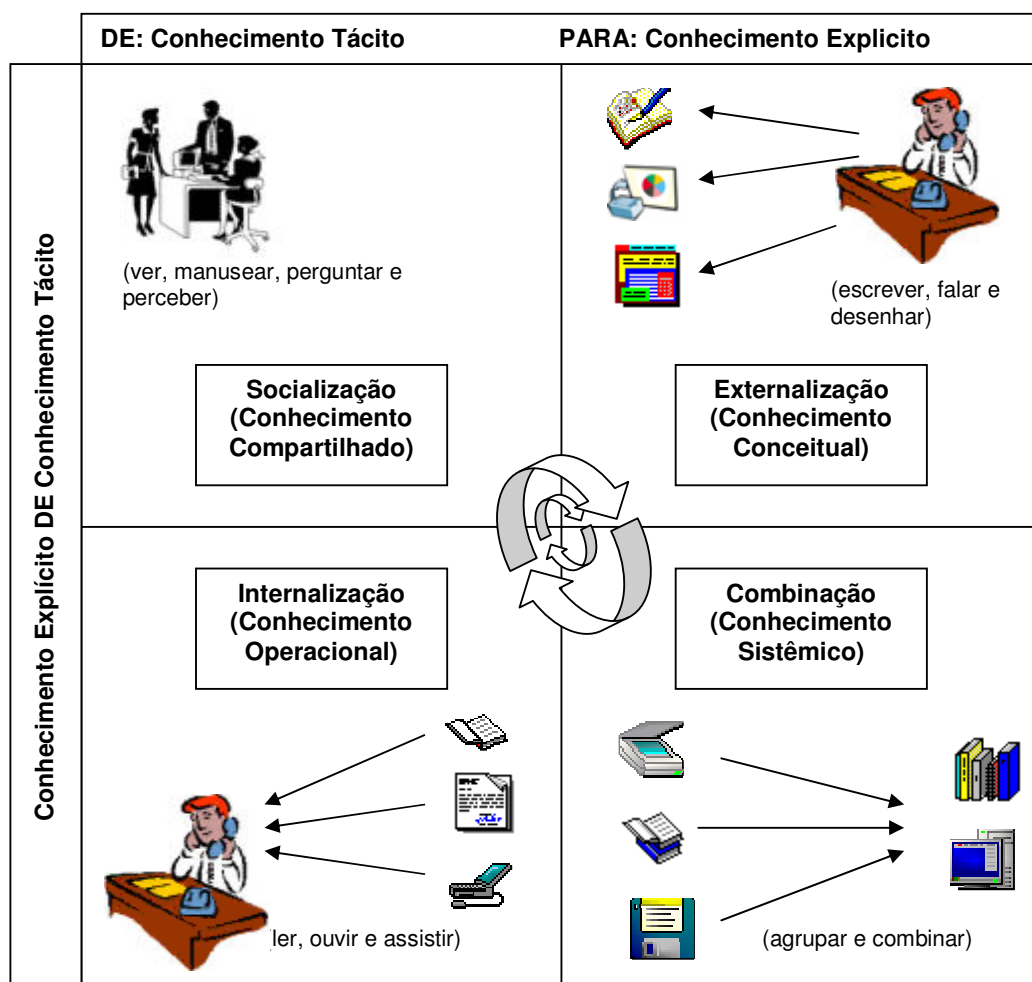 DE: Conhecimento Tácito
PARA: Conhecimento Explicito
Conhecimento Explícito DE Conhecimento Tácito
(ver, manusear, perguntar e
perceber)
(escrever, falar e
desenhar)
Socialização
(Conhecimento
Compartilhado)
Externalização
(Conhecimento
Conceitual)
Internalização
(Conhecimento
Operacional)
Combinação
(Conhecimento
Sistêmico)
ler, ouvir e assistir)
(agrupar e combinar)